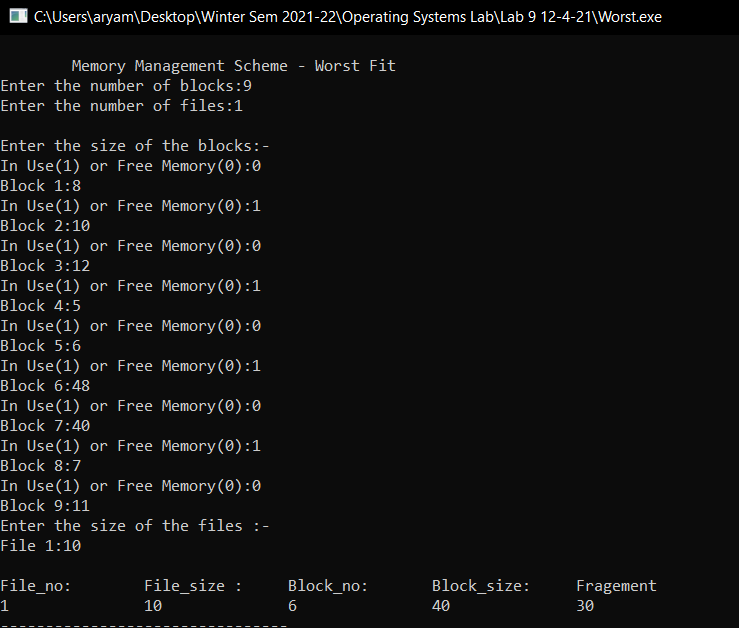 C:\Users\aryam\Desktop\Winter Sem 2021-22\Operating Systems Lab\Lab 9 12-4-21\Worst.exe
Memory Management Scheme - Worst Fit
Enter the number of blocks:9
Enter the number of files:1
Enter the size of the blocks:-
In Use(1) or Free Memory(0):0
Block 1:8
In Use(1) or Free Memory(0):1
Block 2:10
In Use(1) or Free Memory(0):0
Block 3:12
In Use(1) or Free Memory(0):1
Block 4:5
In Use(1) or Free Memory(0):0
Block 5:6
In Use(1) or Free Memory(0):1
Block 6:48
In Use(1) or Free Memory(0):0
Block 7:40
In Use(1) or Free Memory(0):1
Block 8:7
In Use(1) or Free Memory(0):0
Block 9:11
Enter the size of the files :-
File 1:10
File_no: File_size : Block_no: Block_size: Fragement
1 10 6 40 30
--------------------------------